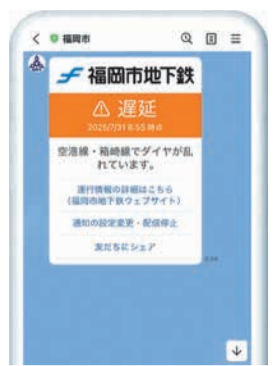 福岡市
福岡市地下鉄
遅延
2025/7/31 8:55 時点
空港線・箱崎線でダイヤが乱
れています。
運行情報の詳細はこちら
(福岡市地下鉄ウェブサイト)
通知の設定変更・配信停止
友だちにシェア